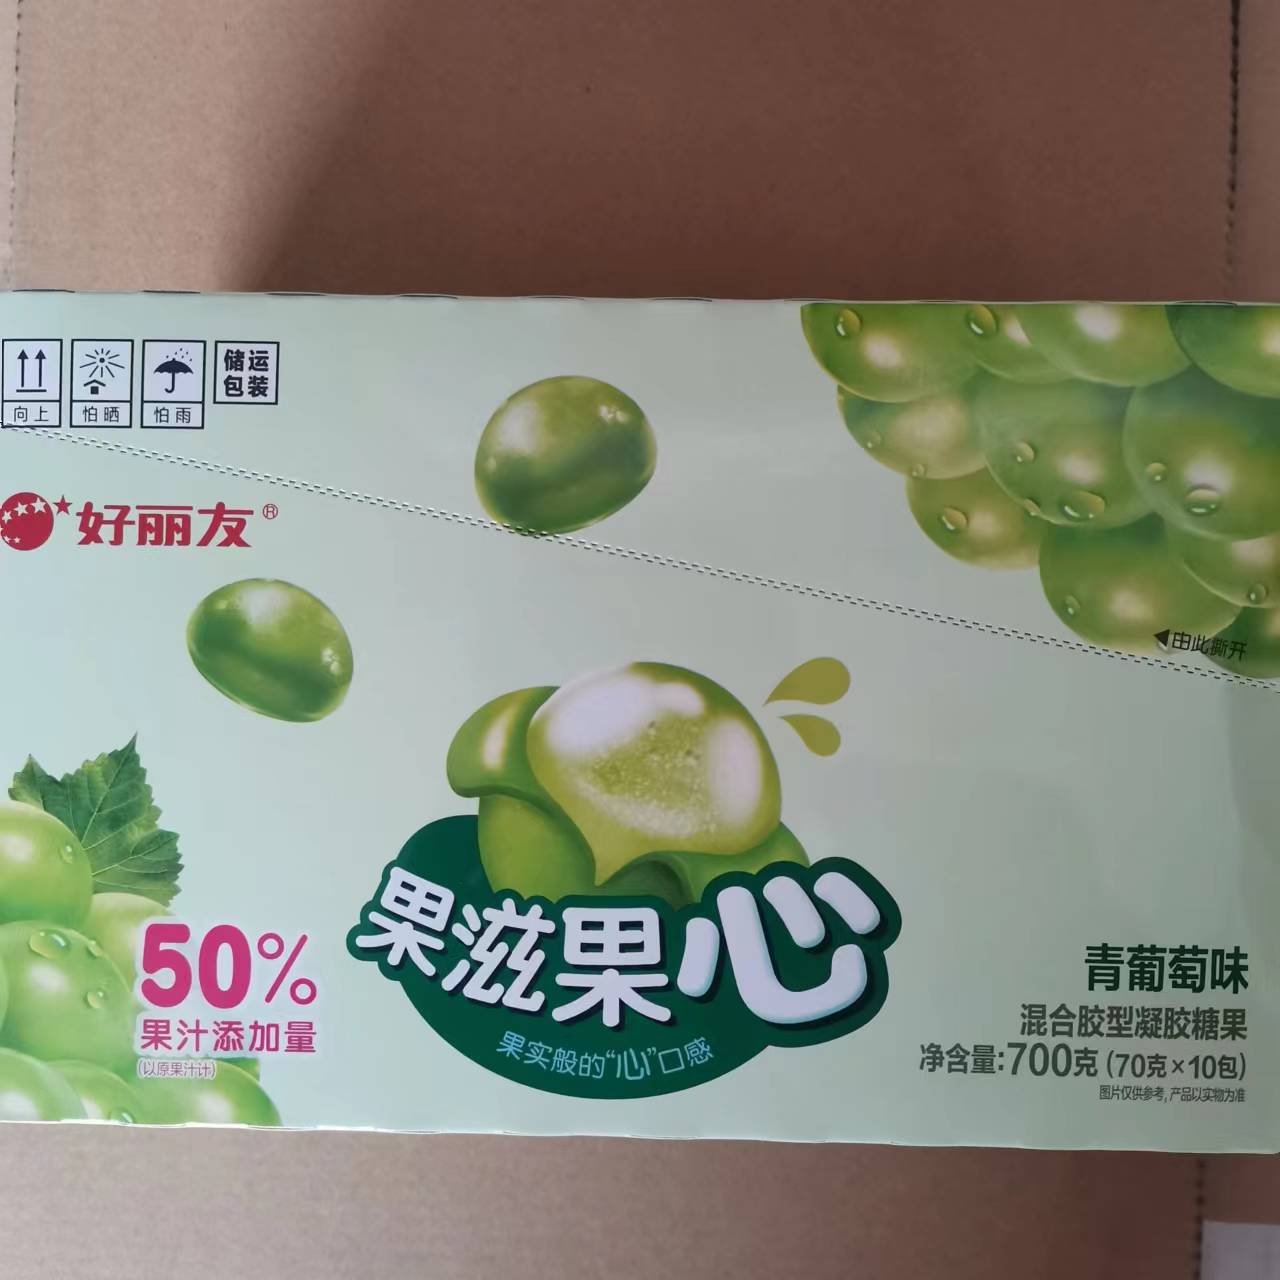 向上
怕晒
怕雨
储运
包装
好丽友®
由此撕开
果滋果心
果实般的“心”口感
50%
果汁添加量
(以原果汁计)
青葡萄味
混合胶型凝胶糖果
净含量:700克 (70克×10包)
图片仅供参考,产品以实物为准